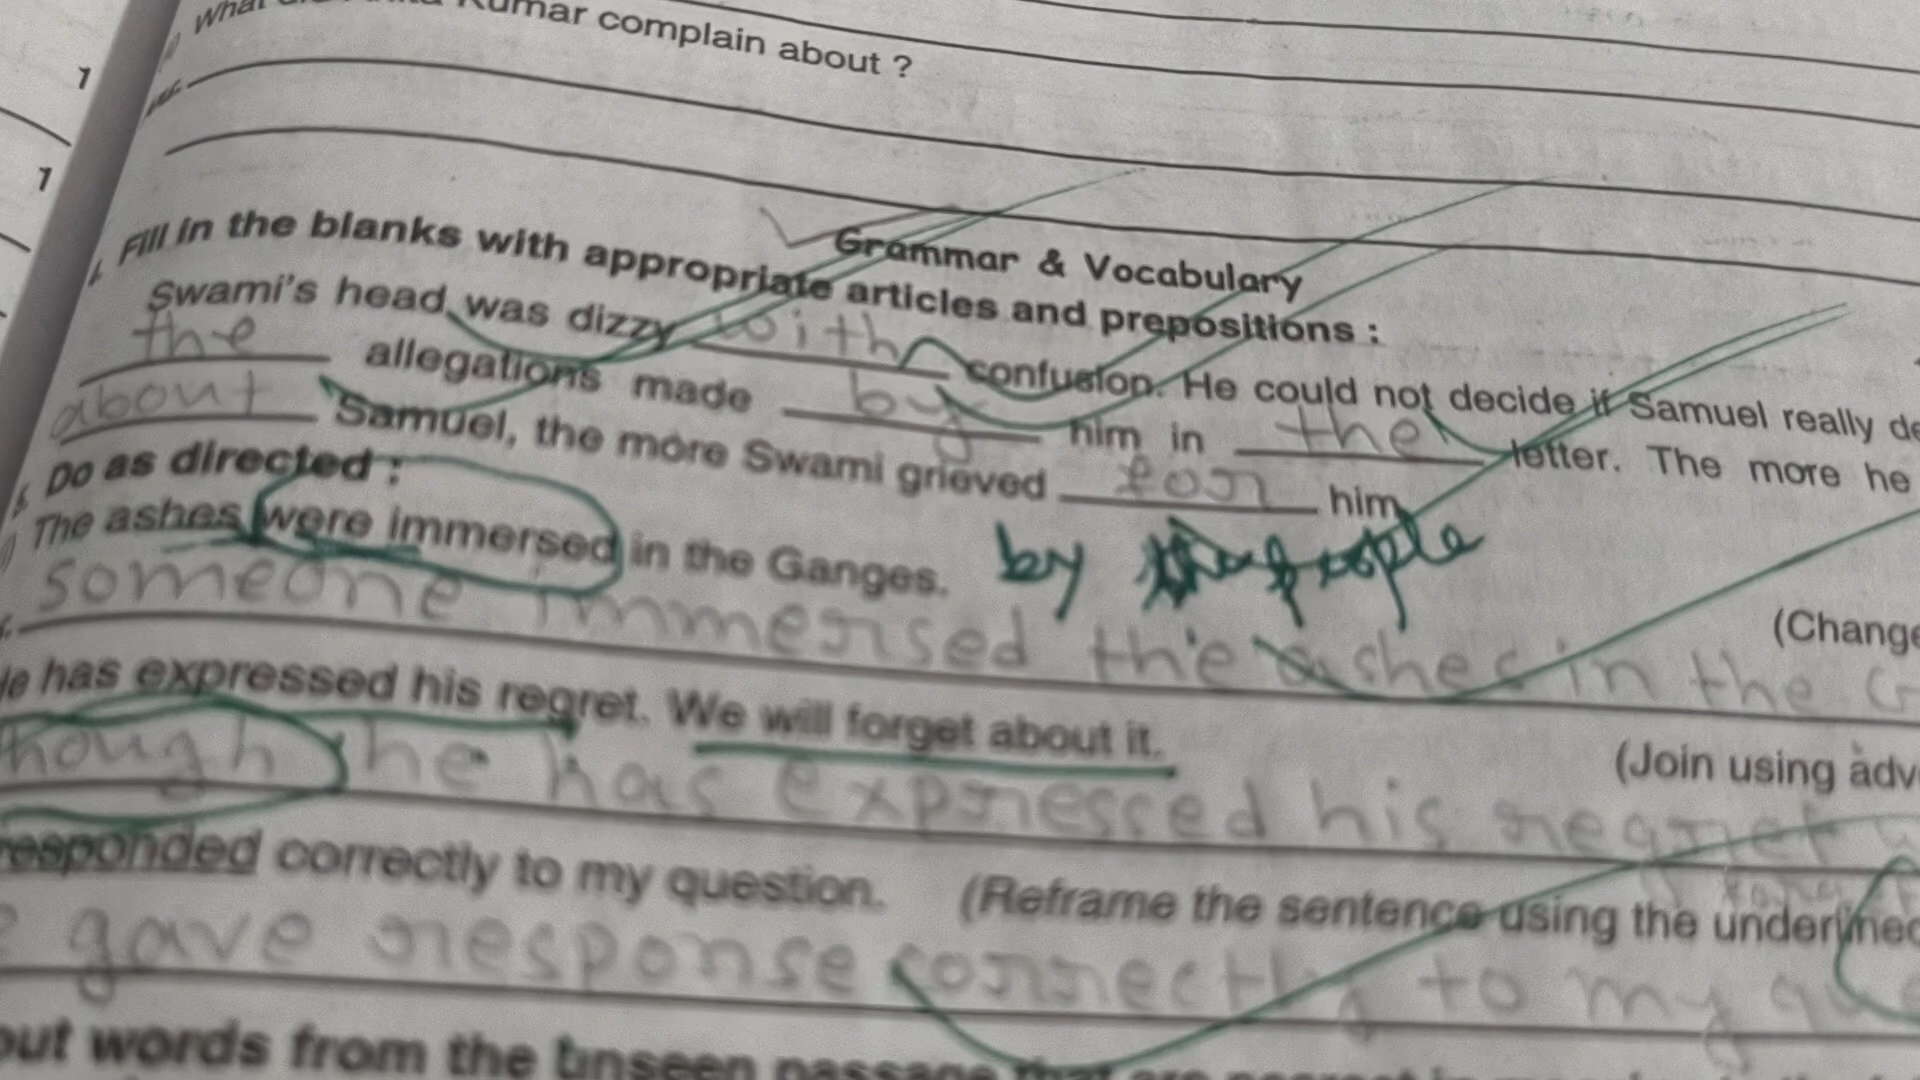 Kumar complain about ?
Grammar & Vocabulary
Fill in the blanks with appropriate articles and prepositions :
Swami's head was dizzy with confusion. He could not decide if Samuel really
the allegations made by him in the letter. The more he
about Samuel, the more Swami grieved for him
Do as directed :
The ashes were immersed in the Ganges. by people
(Change
someone immersed the ashes in the G
has expressed his regret. We will forget about it.
(Join using adv
hough he has expressed his regret
responded correctly to my question. (Reframe the sentence using the underlined
gave response correctly to my que
out words from the unseen passage that are